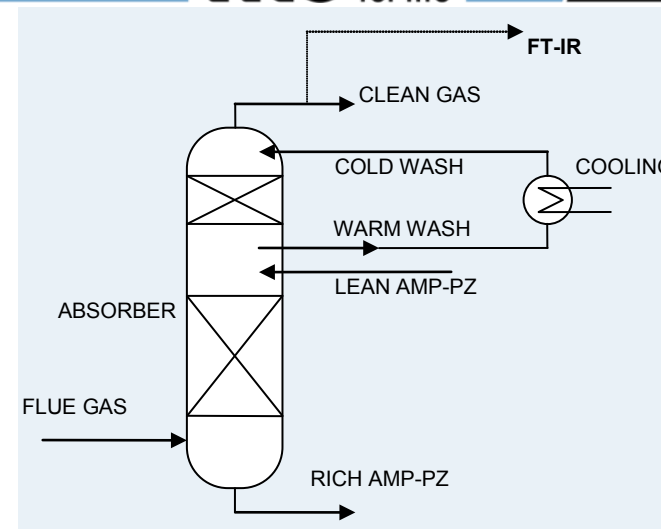 FT-IR
CLEAN GAS
COLD WASH
COOLING
WARM WASH
LEAN AMP-PZ
ABSORBER
FLUE GAS
RICH AMP-PZ